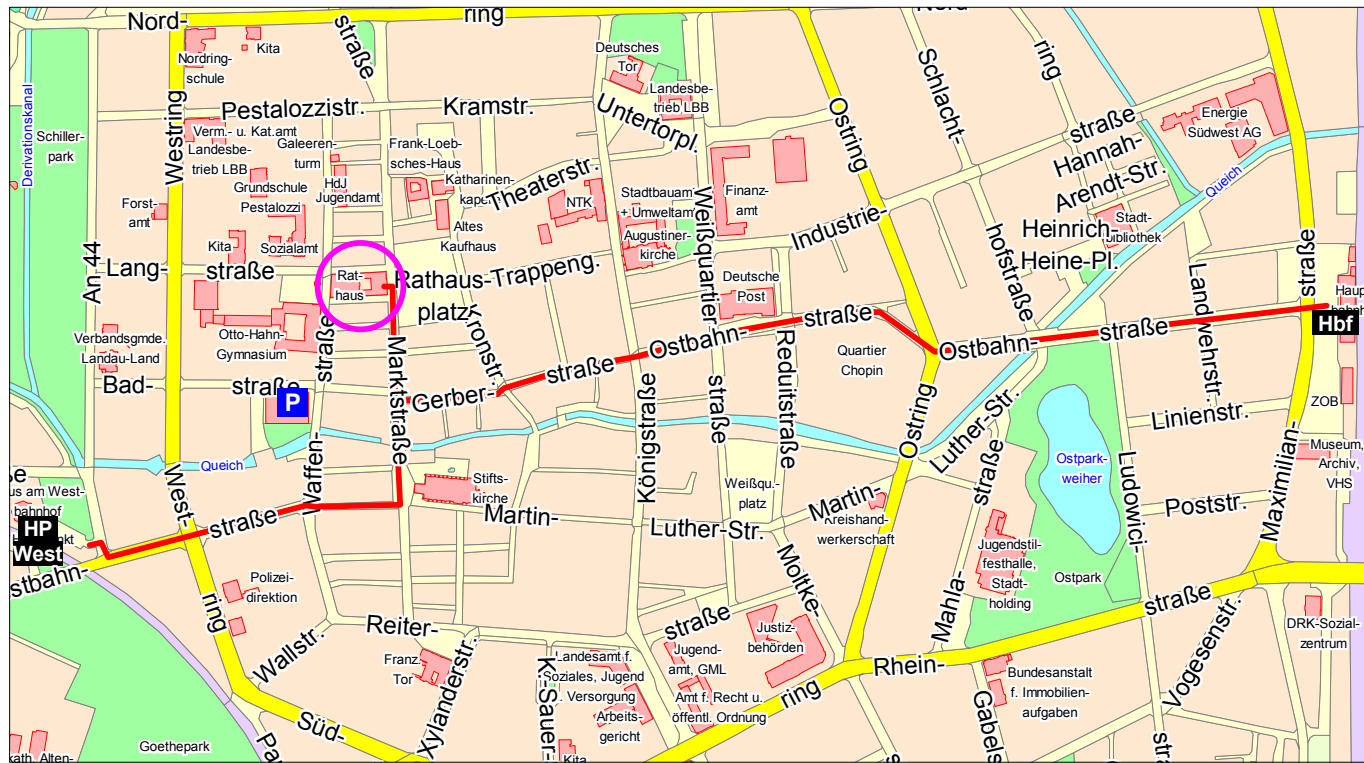 Nord-
ring
Nord-
straße
Kita
Nordring-
schule
Deutsches
Tor
Landesbe-
trieb LBB
ring
Schlacht-
hofstraße
Derivationskanal
Schiller-
park
Westring
Pestalozzistr.
Kramstr.
Untertorpl.
Ostring
straße
Energie
Südwest AG
Verm.- u. Kat.amt
Landesbe-
trieb LBB
Galeeren-
turm
Frank-Loeb-
sches-Haus
Katharinen-
kapelle
Theaterstr.
Hannah-
Arendt-Str.
Queich
Grundschule
Pestalozzi
HdJ
Jugendamt
NTK
Stadtbauamt
+ Umweltamt
Augustiner-
kirche
Weißquartier-
straße
Finanz-
amt
Industrie-
Forst-
amt
Kita
Sozialamt
Altes
Kaufhaus
Heinrich-
Heine-Pl.
Stadt-
bibliothek
An 44
Lang-
straße
Rat-
haus
Rathaus-
platz
Trappeng.
Kronstr.
Deutsche
Post
Landwehrstr.
straße
Haupt-
bahnhof
Hbf
Otto-Hahn-
Gymnasium
Verbandsgmde.
Landau-Land
straße
Marktstraße
Ostbahn-
straße
Reduitstraße
Quartier
Chopin
Ostbahn-
straße
Bad-
straße
P
Gerber-
straße
Königstraße
Ostring
Luther-Str.
ZOB
Linienstr.
Queich
Waffen-
Stifts-
kirche
Weißqu.-
platz
Martin-
Kreishand-
werkerschaft
Ostpark-
weiher
Ludowici-
Maximilian-
Museum,
Archiv,
VHS
Haus am West-
bahnhof
HP
West
West-
ring
straße
Martin-
Luther-Str.
straße
Poststr.
Ostbahn-
Polizei-
direktion
Moltke-
Mahla-
Jugendstil-
festhalle,
Stadt-
holding
Ostpark
straße
Wallstr.
Reiter-
straße
Justiz-
behörden
Vogesenstr.
DRK-Sozial-
zentrum
Franz.
Tor
Xylanderstr.
K.-Sauer-
Landesamt f.
Soziales, Jugend
u. Versorgung
Arbeits-
gericht
Jugend-
amt, GML
Amt f. Recht u.
öffentl. Ordnung
ring
Rhein-
Bundesanstalt
f. Immobilien-
aufgaben
Gabels
Süd-
Goethepark
Kita